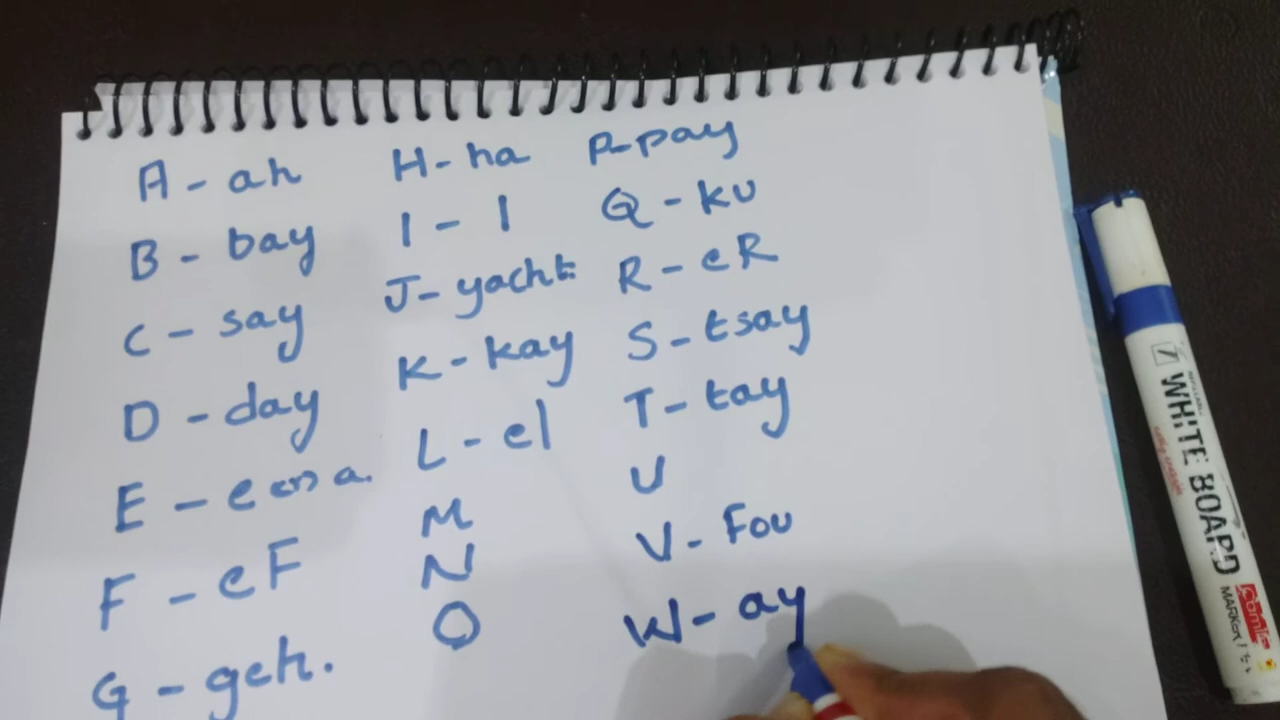 A - ah
B - bay
C - say
D - day
E - e
F - eF
G - geh.
H - ha
I - I
J - yacht
K - kay
L - el
M
N
O
P - pay
Q - ku
R - eR
S - tsay
T - tay
U
V - Fou
W - ay
WHITE BOARD
MARKER